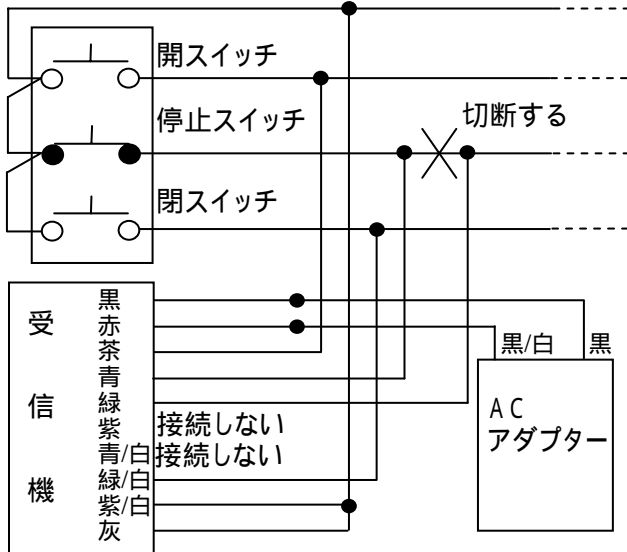 開スイッチ
停止スイッチ
切断する
閉スイッチ
受信機
黒
赤
茶
青
緑
紫 接続しない
青/白 接続しない
緑/白
紫/白
灰
黒/白
黒
AC
アダプター